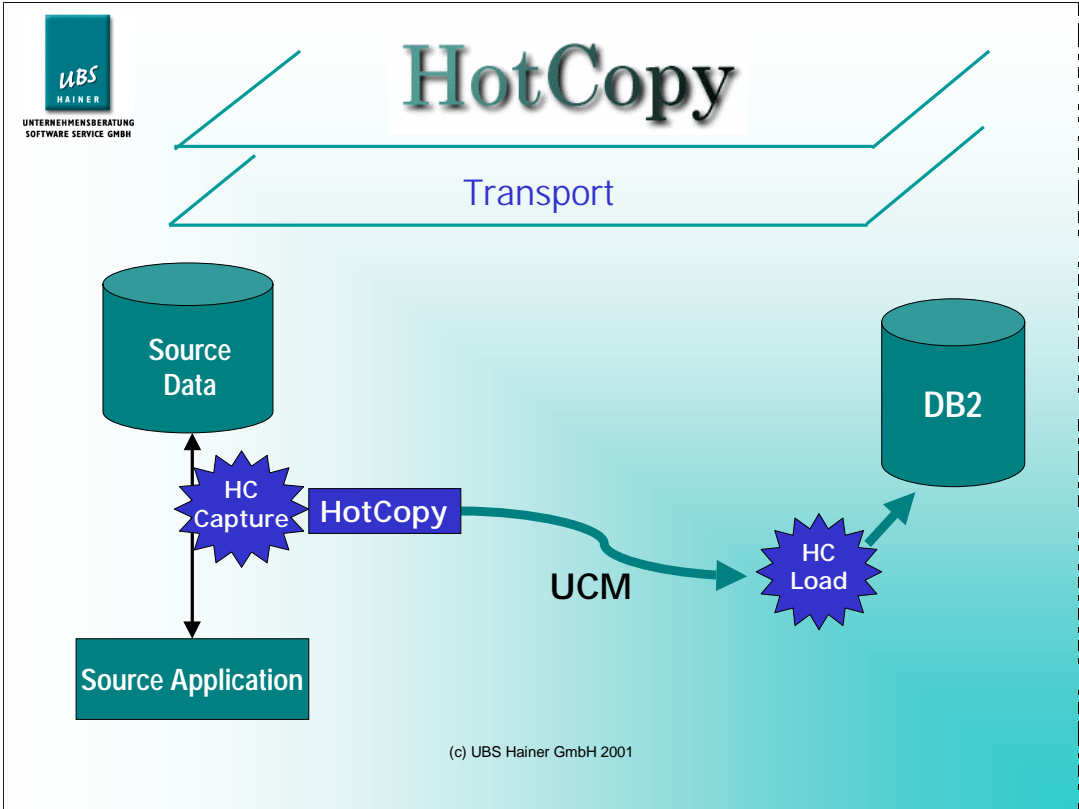 UBS
HAINER
UNTERNEHMENSBERATUNG
SOFTWARE SERVICE GMBH
HotCopy
Transport
Source
Data
DB2
HC
Capture
HotCopy
UCM
HC
Load
Source Application
(c) UBS Hainer GmbH 2001